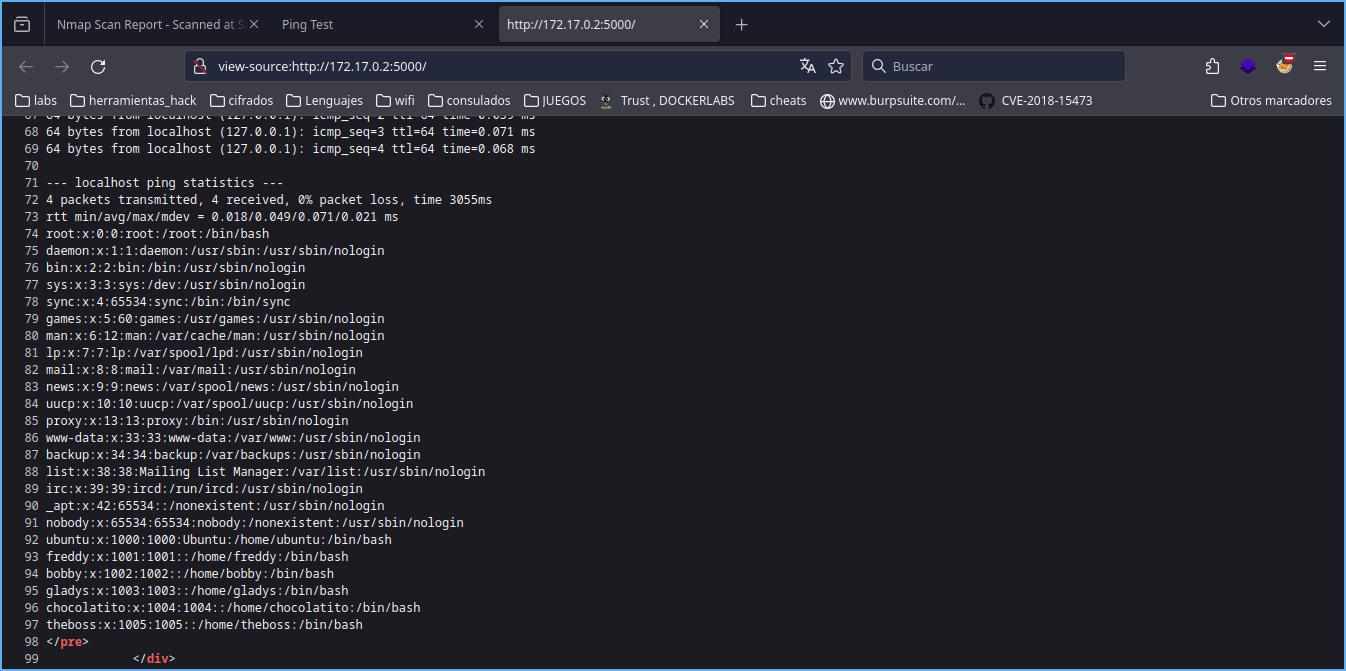 Nmap Scan Report - Scanned at S
Ping Test
http://172.17.0.2:5000/
view-source:http://172.17.0.2:5000/
Buscar
labs
herramientas_hack
cifrados
Lenguajes
wifi
consulados
JUEGOS
Trust , DOCKERLABS
cheats
www.burpsuite.com/...
CVE-2018-15473
Otros marcadores
67 64 bytes from localhost (127.0.0.1): icmp_seq=2 ttl=64 time=0.039 ms
68 64 bytes from localhost (127.0.0.1): icmp_seq=3 ttl=64 time=0.071 ms
69 64 bytes from localhost (127.0.0.1): icmp_seq=4 ttl=64 time=0.068 ms
70
71 --- localhost ping statistics ---
72 4 packets transmitted, 4 received, 0% packet loss, time 3055ms
73 rtt min/avg/max/mdev = 0.018/0.049/0.071/0.021 ms
74 root:x:0:0:root:/root:/bin/bash
75 daemon:x:1:1:daemon:/usr/sbin:/usr/sbin/nologin
76 bin:x:2:2:bin:/bin:/usr/sbin/nologin
77 sys:x:3:3:sys:/dev:/usr/sbin/nologin
78 sync:x:4:65534:sync:/bin:/bin/sync
79 games:x:5:60:games:/usr/games:/usr/sbin/nologin
80 man:x:6:12:man:/var/cache/man:/usr/sbin/nologin
81 lp:x:7:7:lp:/var/spool/lpd:/usr/sbin/nologin
82 mail:x:8:8:mail:/var/mail:/usr/sbin/nologin
83 news:x:9:9:news:/var/spool/news:/usr/sbin/nologin
84 uucp:x:10:10:uucp:/var/spool/uucp:/usr/sbin/nologin
85 proxy:x:13:13:proxy:/bin:/usr/sbin/nologin
86 www-data:x:33:33:www-data:/var/www:/usr/sbin/nologin
87 backup:x:34:34:backup:/var/backups:/usr/sbin/nologin
88 list:x:38:38:Mailing List Manager:/var/list:/usr/sbin/nologin
89 irc:x:39:39:ircd:/run/ircd:/usr/sbin/nologin
90 _apt:x:42:65534::/nonexistent:/usr/sbin/nologin
91 nobody:x:65534:65534:nobody:/nonexistent:/usr/sbin/nologin
92 ubuntu:x:1000:1000:Ubuntu:/home/ubuntu:/bin/bash
93 freddy:x:1001:1001::/home/freddy:/bin/bash
94 bobby:x:1002:1002::/home/bobby:/bin/bash
95 gladys:x:1003:1003::/home/gladys:/bin/bash
96 chocolatito:x:1004:1004::/home/chocolatito:/bin/bash
97 theboss:x:1005:1005::/home/theboss:/bin/bash
98 </pre>
99 </div>